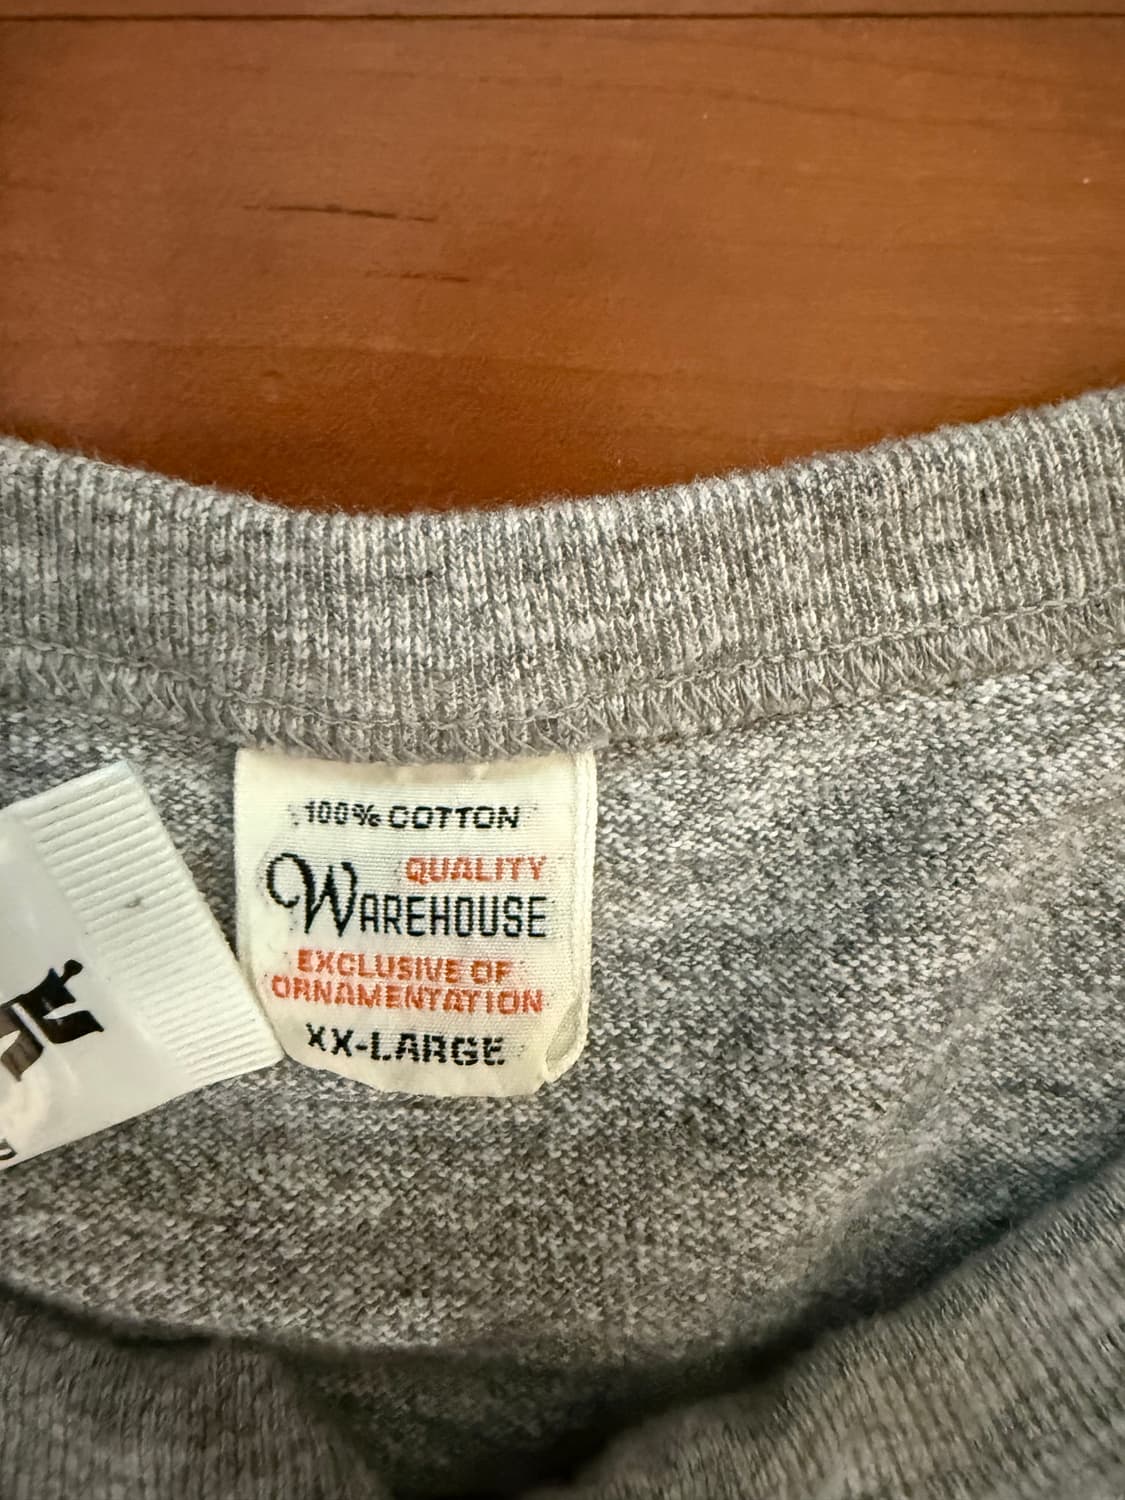 100% COTTON
QUALITY
WAREHOUSE
EXCLUSIVE OF
ORNAMENTATION
XX-LARGE